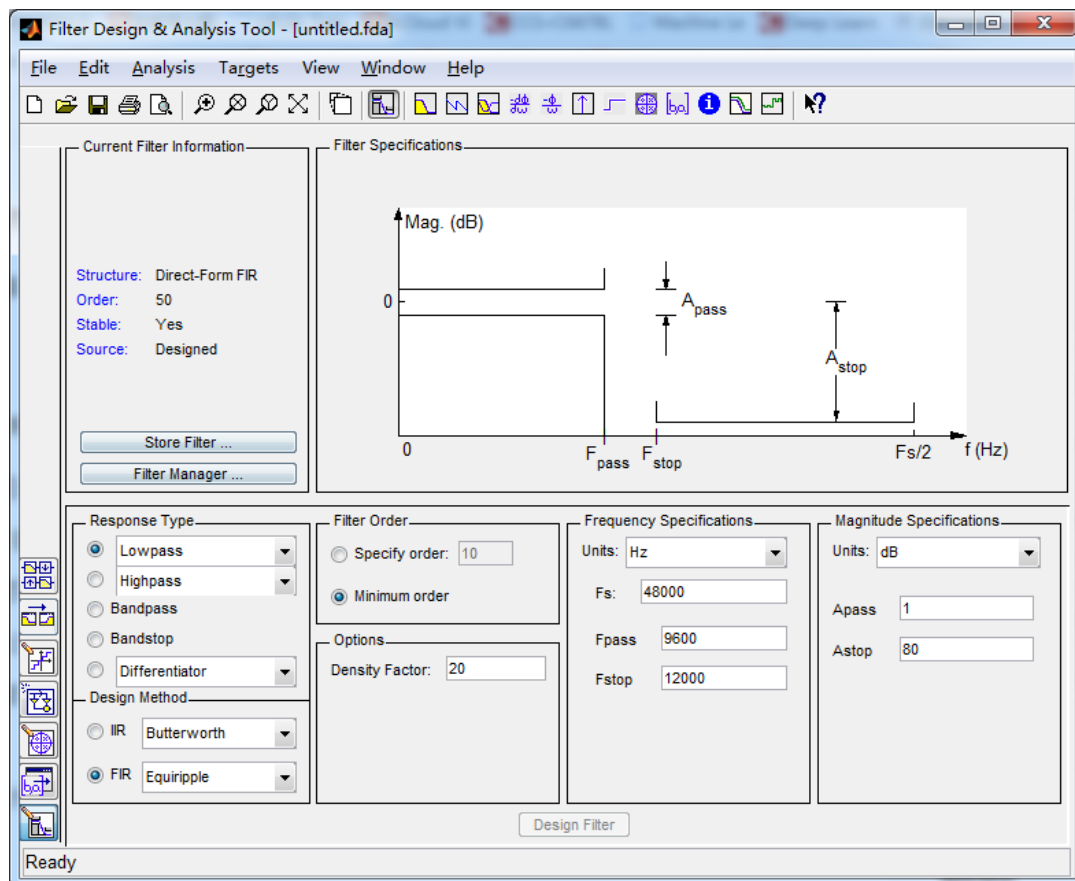 Filter Design & Analysis Tool - [untitled.fda]
File Edit Analysis Targets View Window Help
Current Filter Information
Structure: Direct-Form FIR
Order: 50
Stable: Yes
Source: Designed
Store Filter ...
Filter Manager ...
Filter Specifications
Mag. (dB)
0
A pass
A stop
0 F pass F stop Fs/2 f (Hz)
Response Type
Lowpass
Highpass
Bandpass
Bandstop
Differentiator
Design Method
IIR Butterworth
FIR Equiripple
Filter Order
Specify order: 10
Minimum order
Options
Density Factor: 20
Frequency Specifications
Units: Hz
Fs: 48000
Fpass 9600
Fstop 12000
Magnitude Specifications
Units: dB
Apass 1
Astop 80
Design Filter
Ready